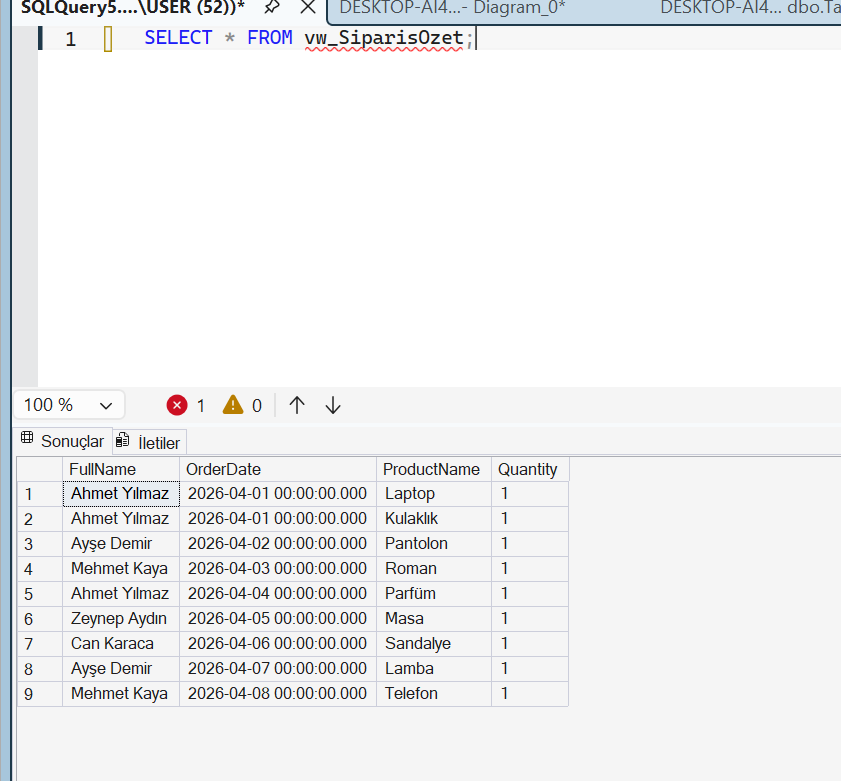 SQLQuery5....\USER (52))* DESKTOP-AI4...- Diagram_0* DESKTOP-AI4... dbo.Ta
1 SELECT * FROM vw_SiparisOzet;
100 % 1 0
Sonuçlar İletiler
FullName OrderDate ProductName Quantity
1 Ahmet Yılmaz 2026-04-01 00:00:00.000 Laptop 1
2 Ahmet Yılmaz 2026-04-01 00:00:00.000 Kulaklık 1
3 Ayşe Demir 2026-04-02 00:00:00.000 Pantolon 1
4 Mehmet Kaya 2026-04-03 00:00:00.000 Roman 1
5 Ahmet Yılmaz 2026-04-04 00:00:00.000 Parfüm 1
6 Zeynep Aydın 2026-04-05 00:00:00.000 Masa 1
7 Can Karaca 2026-04-06 00:00:00.000 Sandalye 1
8 Ayşe Demir 2026-04-07 00:00:00.000 Lamba 1
9 Mehmet Kaya 2026-04-08 00:00:00.000 Telefon 1